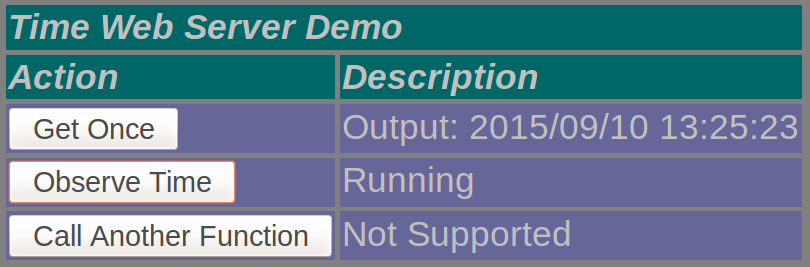 Time Web Server Demo
Action Description
Get Once Output: 2015/09/10 13:25:23
Observe Time Running
Call Another Function Not Supported